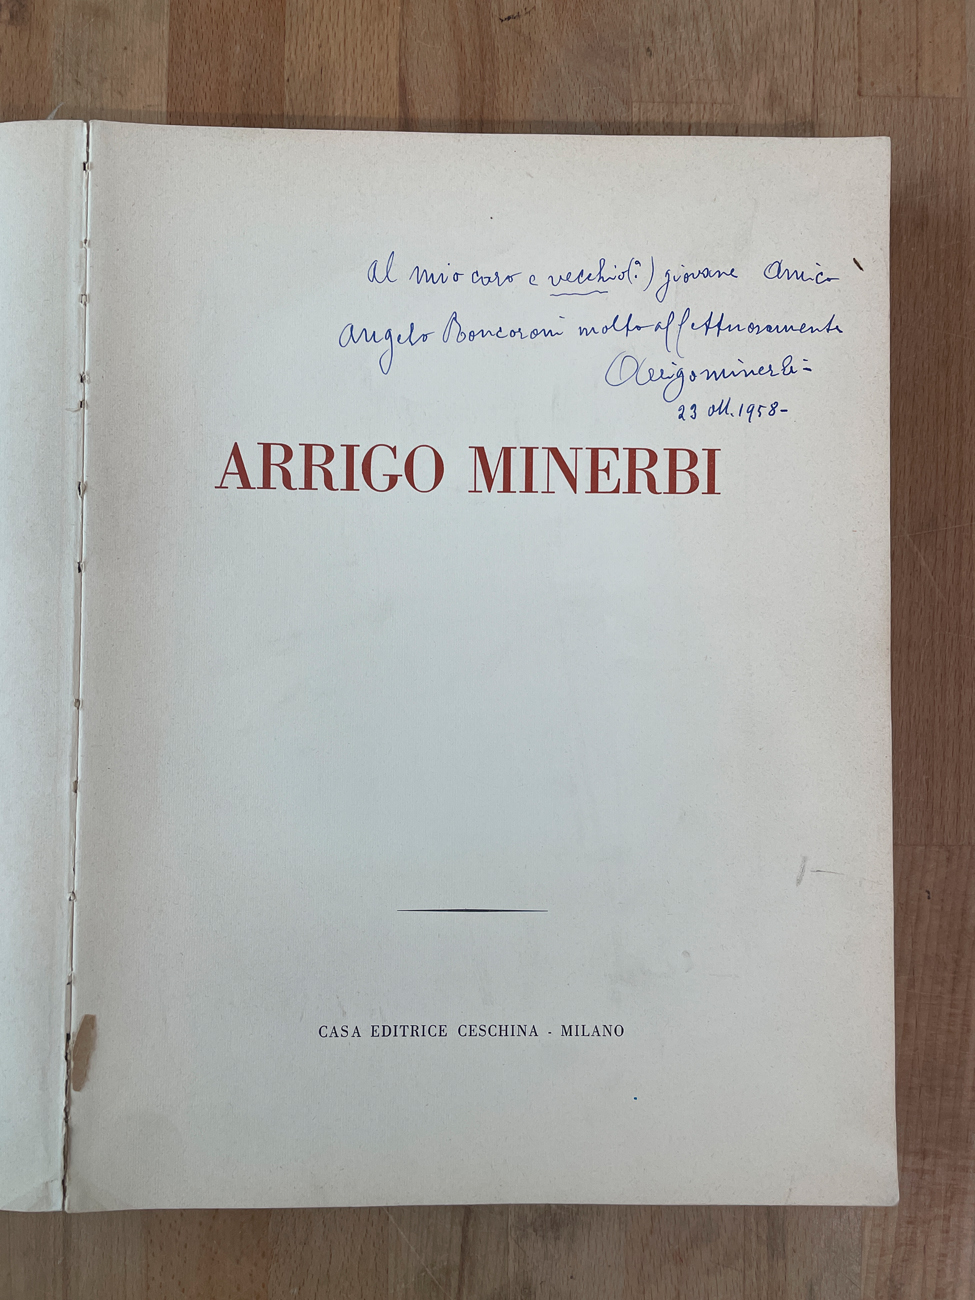 Al mio caro e vecchio(?) giovane Amico
Angelo Boncoroni molto affettuosamente
Arrigo Minerbi =
23 ott. 1958 -
ARRIGO MINERBI
CASA EDITRICE CESCHINA - MILANO